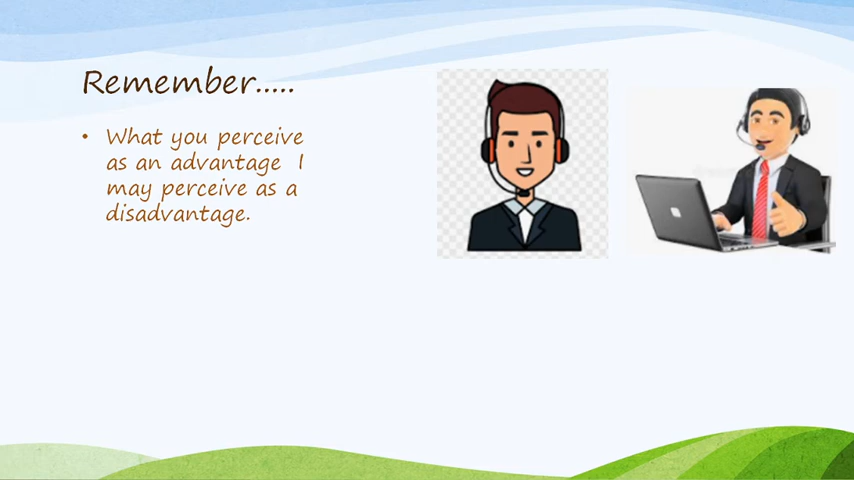 Remember.....
• What you perceive
as an advantage I
may perceive as a
disadvantage.